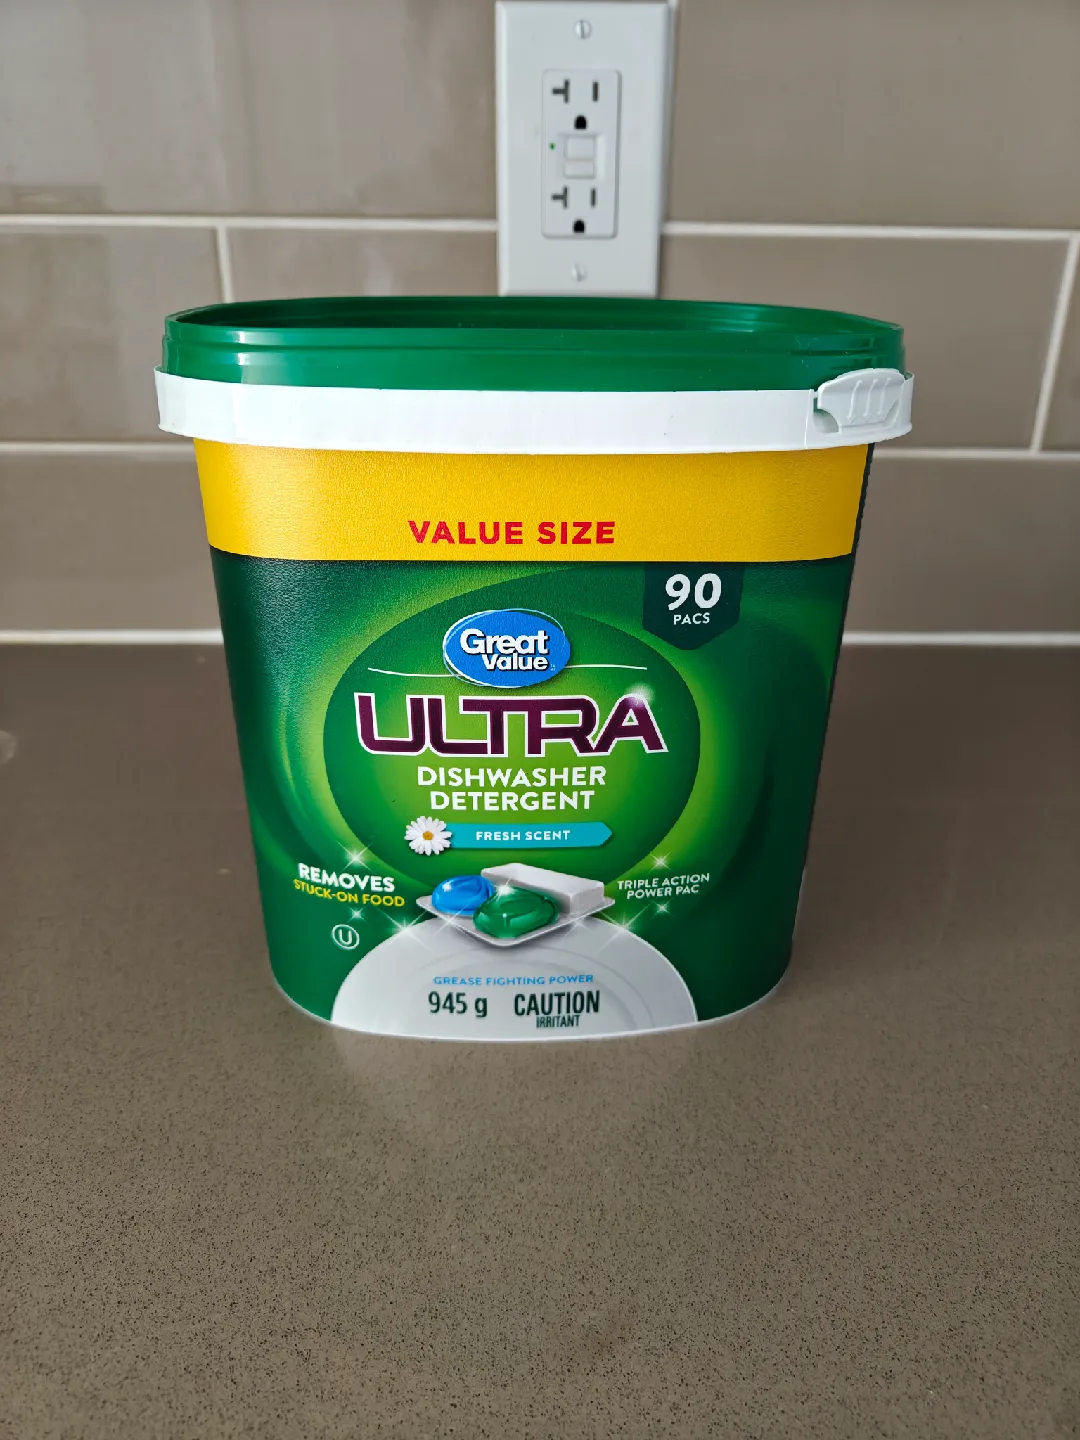 VALUE SIZE
90
PACS
Great
Value
ULTRA
DISHWASHER
DETERGENT
FRESH SCENT
REMOVES
STUCK-ON FOOD
U
TRIPLE ACTION
POWER PAC
GREASE FIGHTING POWER
945 g CAUTION
IRRITANT